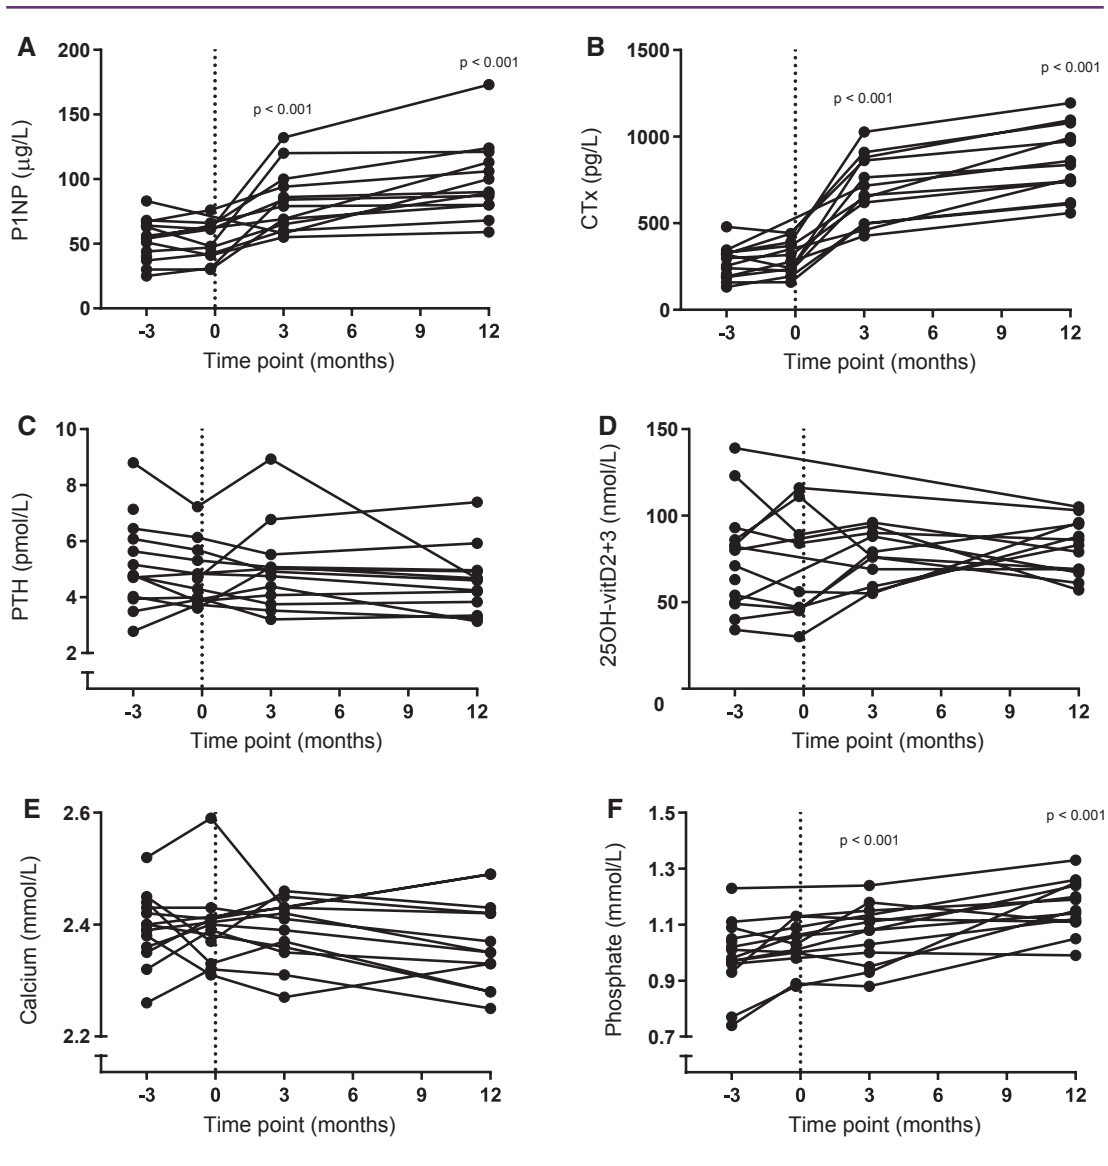 A
P1NP (μg/L)
200
150
100
50
0
p < 0.001
p < 0.001
-3 0 3 6 9 12
Time point (months)
B
CTx (pg/L)
1500
1000
500
0
p < 0.001
p < 0.001
-3 0 3 6 9 12
Time point (months)
C
PTH (pmol/L)
10
8
6
4
2
-3 0 3 6 9 12
Time point (months)
D
25OH-vitD2+3 (nmol/L)
150
100
50
0
-3 0 3 6 9 12
Time point (months)
E
Calcium (mmol/L)
2.6
2.4
2.2
-3 0 3 6 9 12
Time point (months)
F
Phosphate (mmol/L)
1.5
1.3
1.1
0.9
0.7
p < 0.001
p < 0.001
-3 0 3 6 9 12
Time point (months)